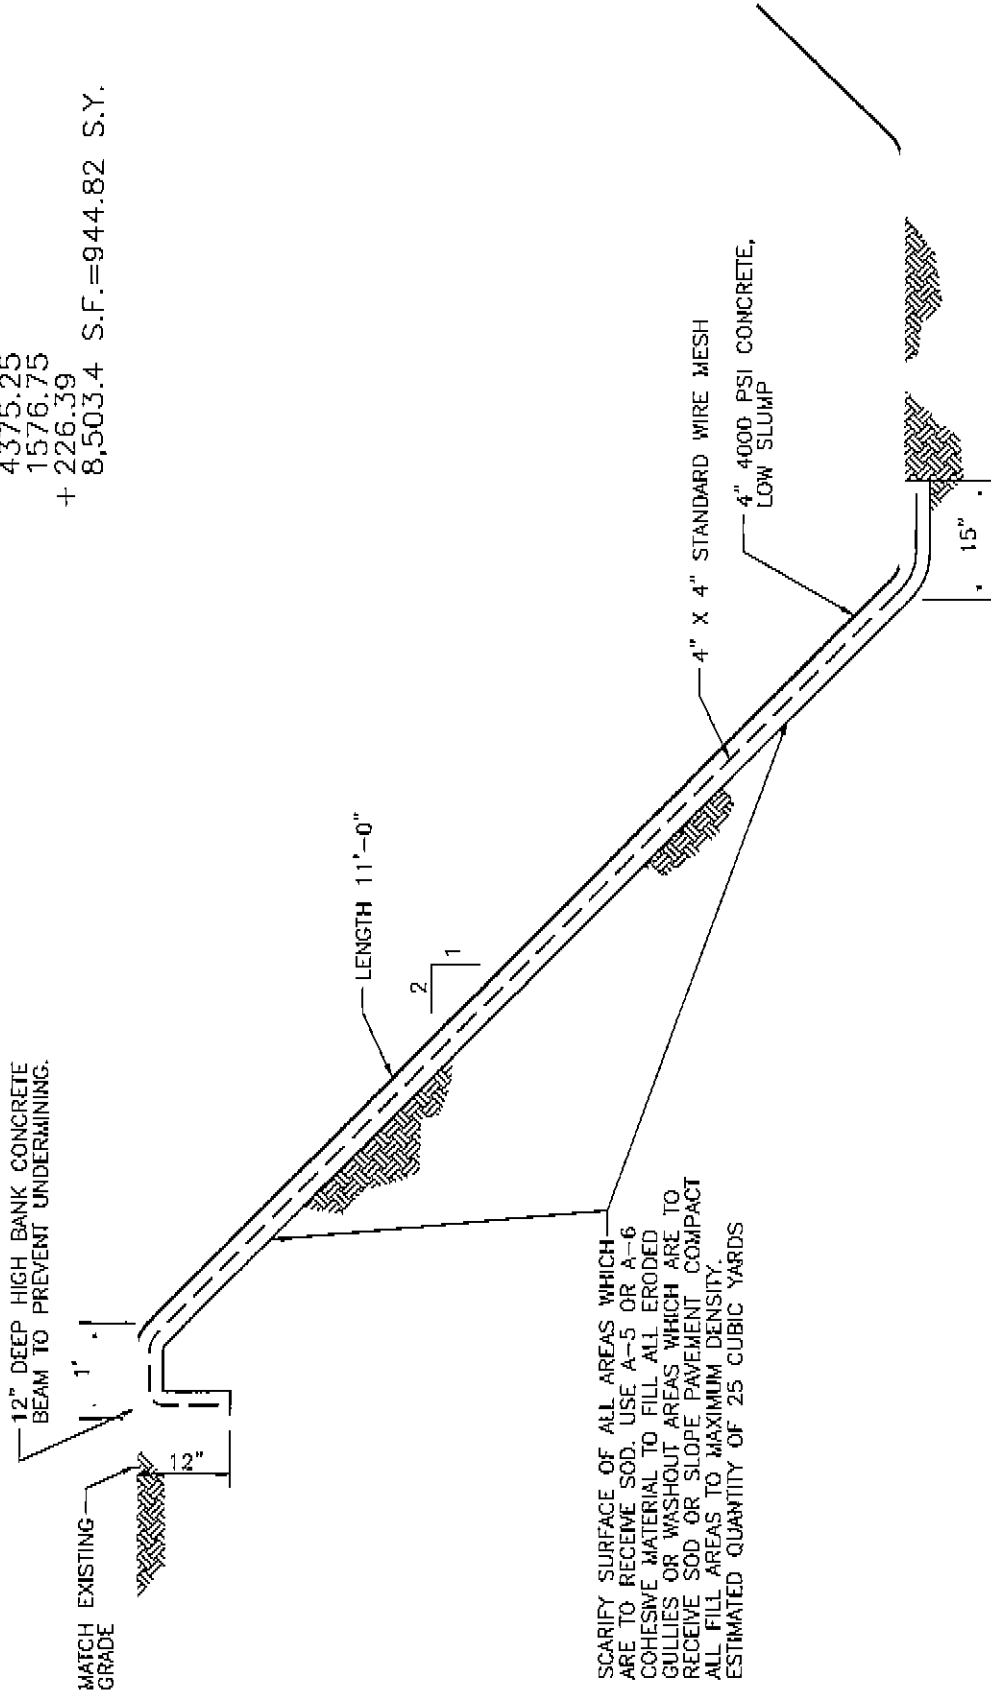 4375.25
1576.75
+ 226.39
8,503.4 S.F.=944.82 S.Y.
12" DEEP HIGH BANK CONCRETE
BEAM TO PREVENT UNDERMINING.
1'
MATCH EXISTING
GRADE
12"
LENGTH 11'-0"
2
1
4" X 4" STANDARD WIRE MESH
4" 4000 PSI CONCRETE,
LOW SLUMP
15"
SCARIFY SURFACE OF ALL AREAS WHICH
ARE TO RECEIVE SOD. USE A-5 OR A-6
COHESIVE MATERIAL TO FILL ALL ERODED
GULLIES OR WASHOUT AREAS WHICH ARE TO
RECEIVE SOD OR SLOPE PAVEMENT COMPACT
ALL FILL AREAS TO MAXIMUM DENSITY.
ESTIMATED QUANTITY OF 25 CUBIC YARDS